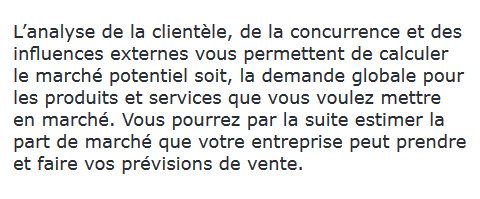 L’analyse de la clientèle, de la concurrence et des
influences externes vous permettent de calculer
le marché potentiel soit, la demande globale pour
les produits et services que vous voulez mettre
en marché. Vous pourrez par la suite estimer la
part de marché que votre entreprise peut prendre
et faire vos prévisions de vente.